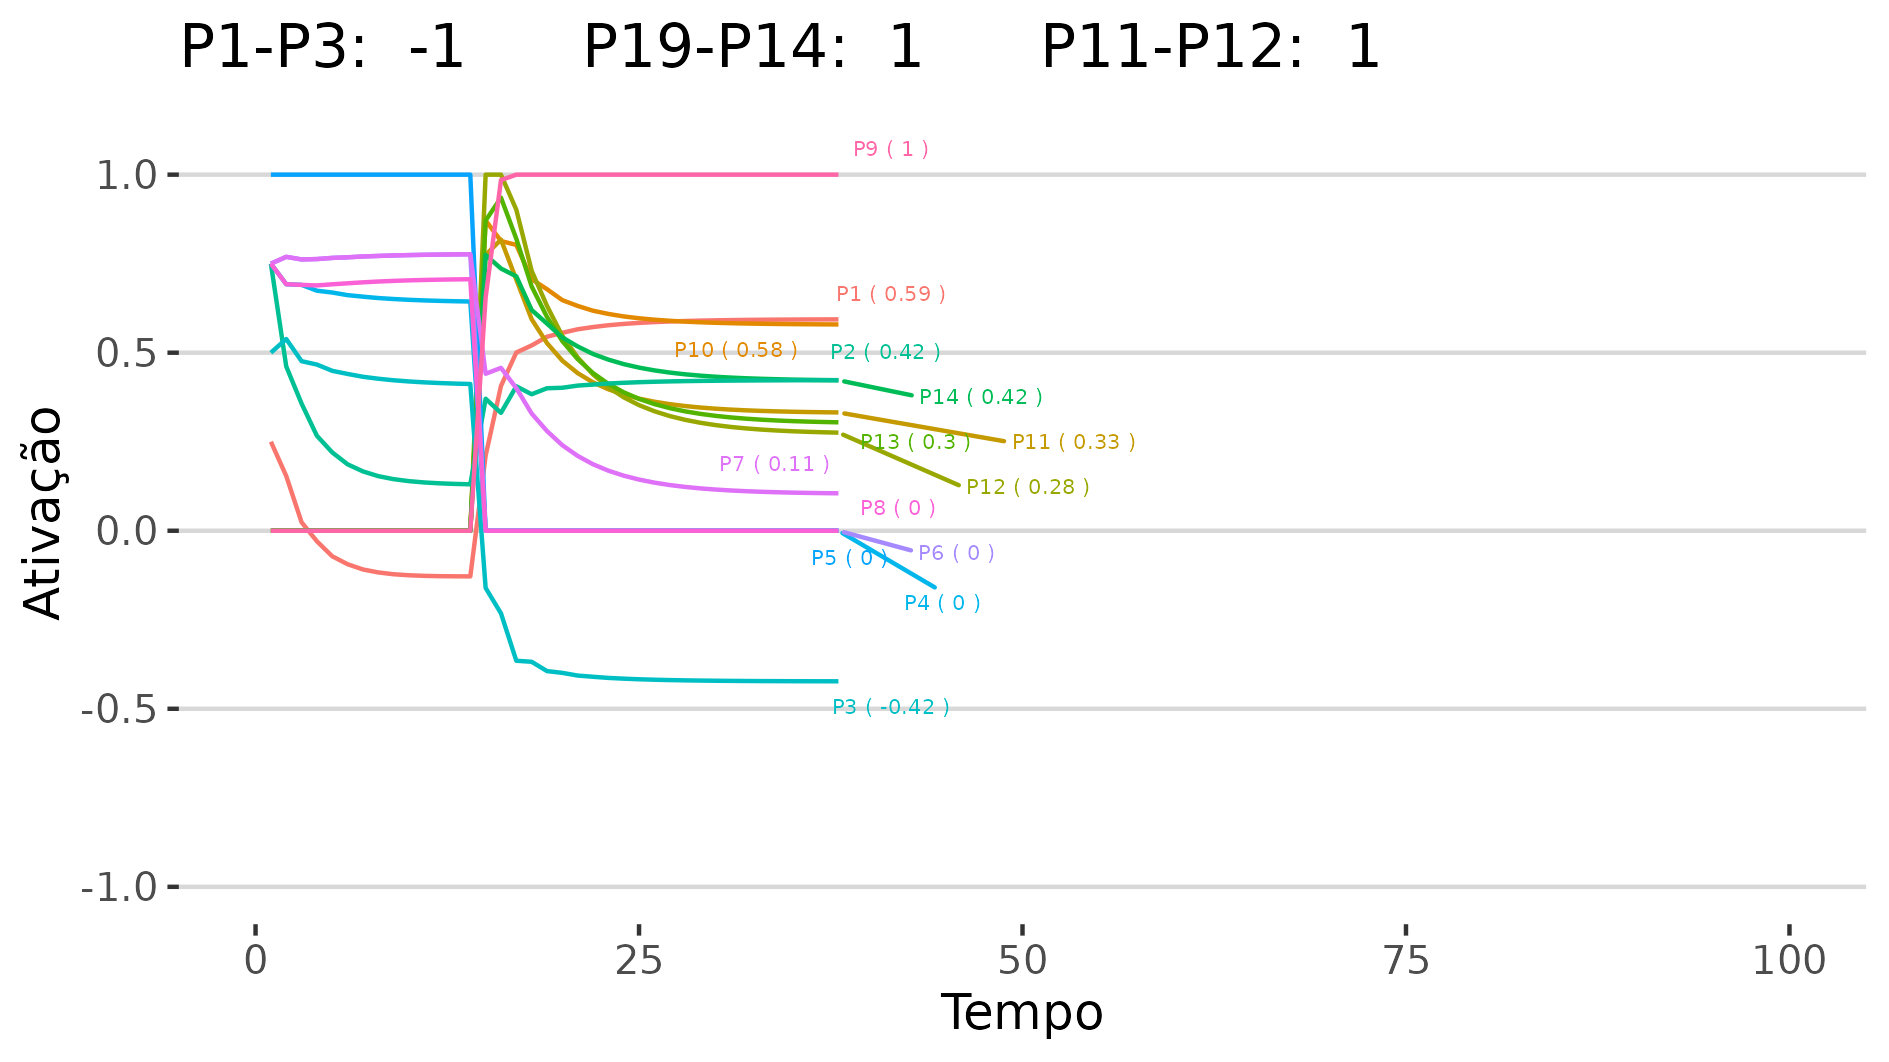 P1-P3:  -1     P19-P14:  1     P11-P12:  1
P9 ( 1 )
1.0
P1 ( 0.59 )
P10 ( 0.58 )
P2 ( 0.42 )
0.5
P14 ( 0.42 )
P13 ( 0.3 )
P11 ( 0.33 )
P7 ( 0.11 )
P12 ( 0.28 )
P8 ( 0 )
0.0
P5 ( 0 )
P6 ( 0 )
P4 ( 0 )
P3 ( -0.42 )
-0.5
-1.0
Ativação
0 25 50 75 100
Tempo